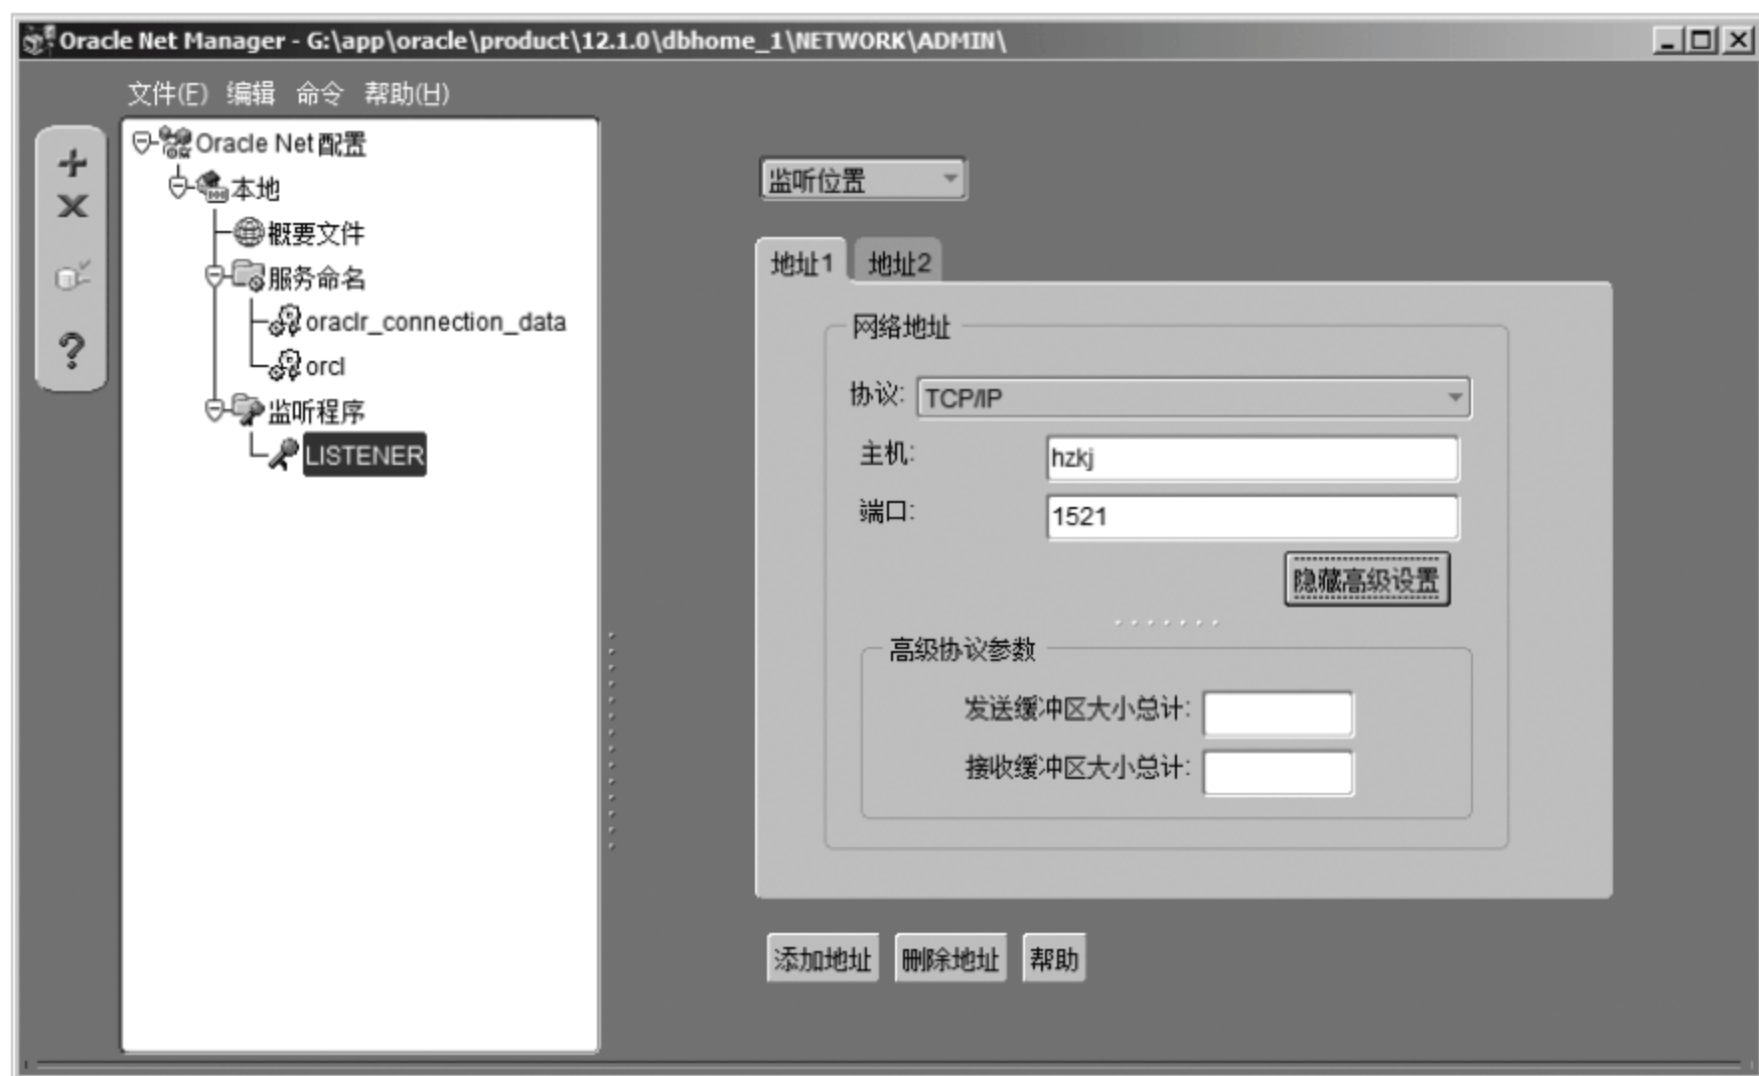 Oracle Net Manager - G:\app\oracle\product\12.1.0\dbhome_1\NETWORK\ADMIN\
文件(F) 编辑 命令 帮助(H)
Oracle Net 配置
本地
概要文件
服务命名
oraclr_connection_data
orcl
监听程序
LISTENER
监听位置
地址1 地址2
网络地址
协议: TCP/IP
主机: hzkj
端口: 1521
隐藏高级设置
高级协议参数
发送缓冲区大小总计:
接收缓冲区大小总计:
添加地址 删除地址 帮助